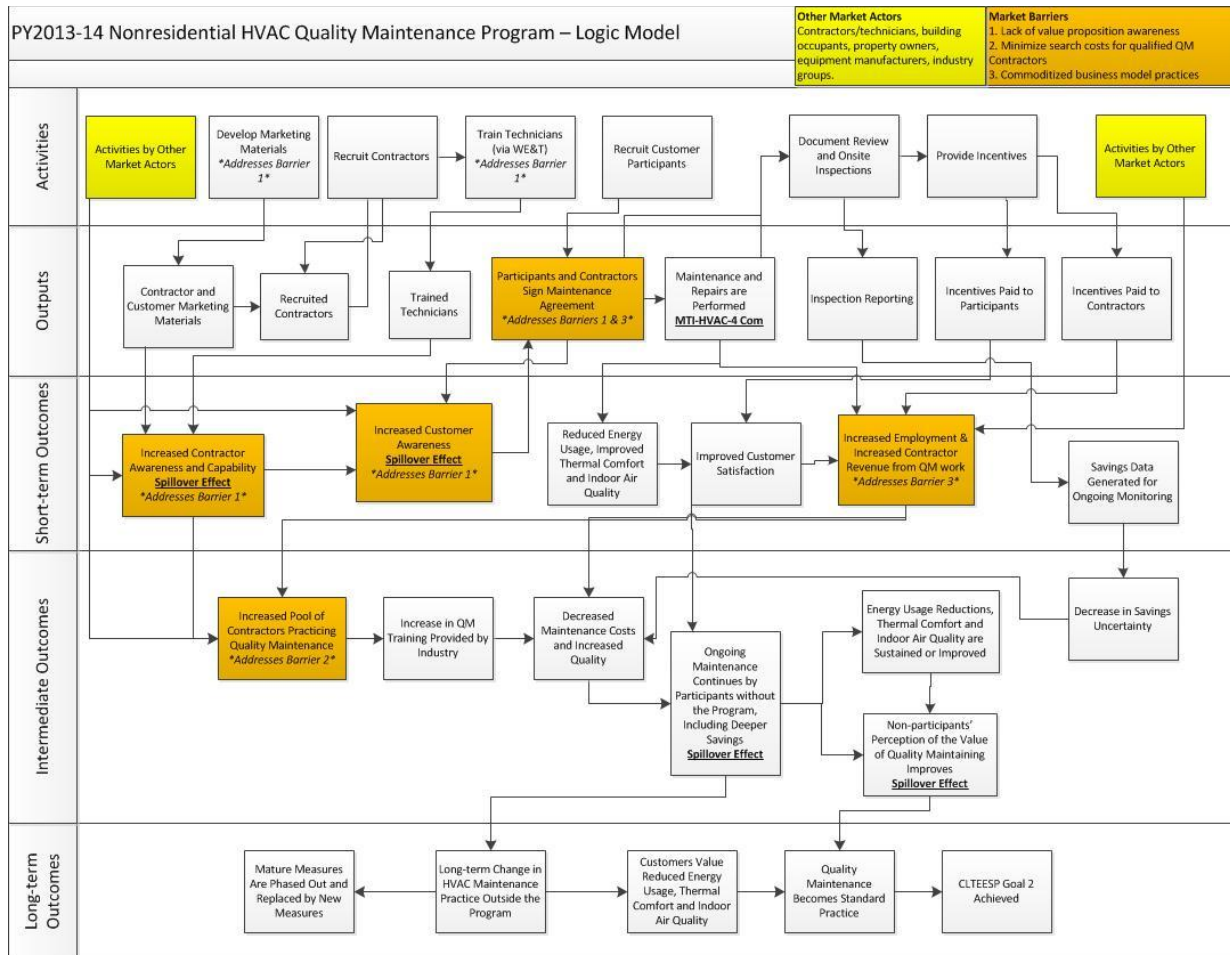 PY2013-14 Nonresidential HVAC Quality Maintenance Program – Logic Model
Other Market Actors
Contractors/technicians, building
occupants, property owners,
equipment manufacturers, industry
groups.
Market Barriers
1. Lack of value proposition awareness
2. Minimize search costs for qualified QM
Contractors
3. Commoditized business model practices
Activities
Activities by Other
Market Actors
Develop Marketing
Materials
*Addresses Barrier
1*
Recruit Contractors
Train Technicians
(via WE&T)
*Addresses Barrier
1*
Recruit Customer
Participants
Document Review
and Onsite
Inspections
Provide Incentives
Activities by Other
Market Actors
Outputs
Contractor and
Customer Marketing
Materials
Recruited
Contractors
Trained
Technicians
Participants and Contractors
Sign Maintenance
Agreement
*Addresses Barriers 1 & 3*
Maintenance and
Repairs are
Performed
MTI-HVAC-4 Com
Inspection Reporting
Incentives Paid to
Participants
Incentives Paid to
Contractors
Short-term Outcomes
Increased Contractor
Awareness and Capability
Spillover Effect
*Addresses Barrier 1*
Increased Customer
Awareness
Spillover Effect
*Addresses Barrier 1*
Reduced Energy
Usage, Improved
Thermal Comfort
and Indoor Air
Quality
Improved Customer
Satisfaction
Increased Employment &
Increased Contractor
Revenue from QM work
*Addresses Barrier 3*
Savings Data
Generated for
Ongoing Monitoring
Intermediate Outcomes
Increased Pool of
Contractors Practicing
Quality Maintenance
*Addresses Barrier 2*
Increase in QM
Training Provided by
Industry
Decreased
Maintenance Costs
and Increased
Quality
Ongoing
Maintenance
Continues by
Participants without
the Program,
Including Deeper
Savings
Spillover Effect
Energy Usage Reductions,
Thermal Comfort and
Indoor Air Quality are
Sustained or Improved
Decrease in Savings
Uncertainty
Non-participants’
Perception of the Value
of Quality Maintaining
Improves
Spillover Effect
Long-term
Outcomes
Mature Measures
Are Phased Out and
Replaced by New
Measures
Long-term Change in
HVAC Maintenance
Practice Outside the
Program
Customers Value
Reduced Energy
Usage, Thermal
Comfort and Indoor
Air Quality
Quality
Maintenance
Becomes Standard
Practice
CLTEESP Goal 2
Achieved